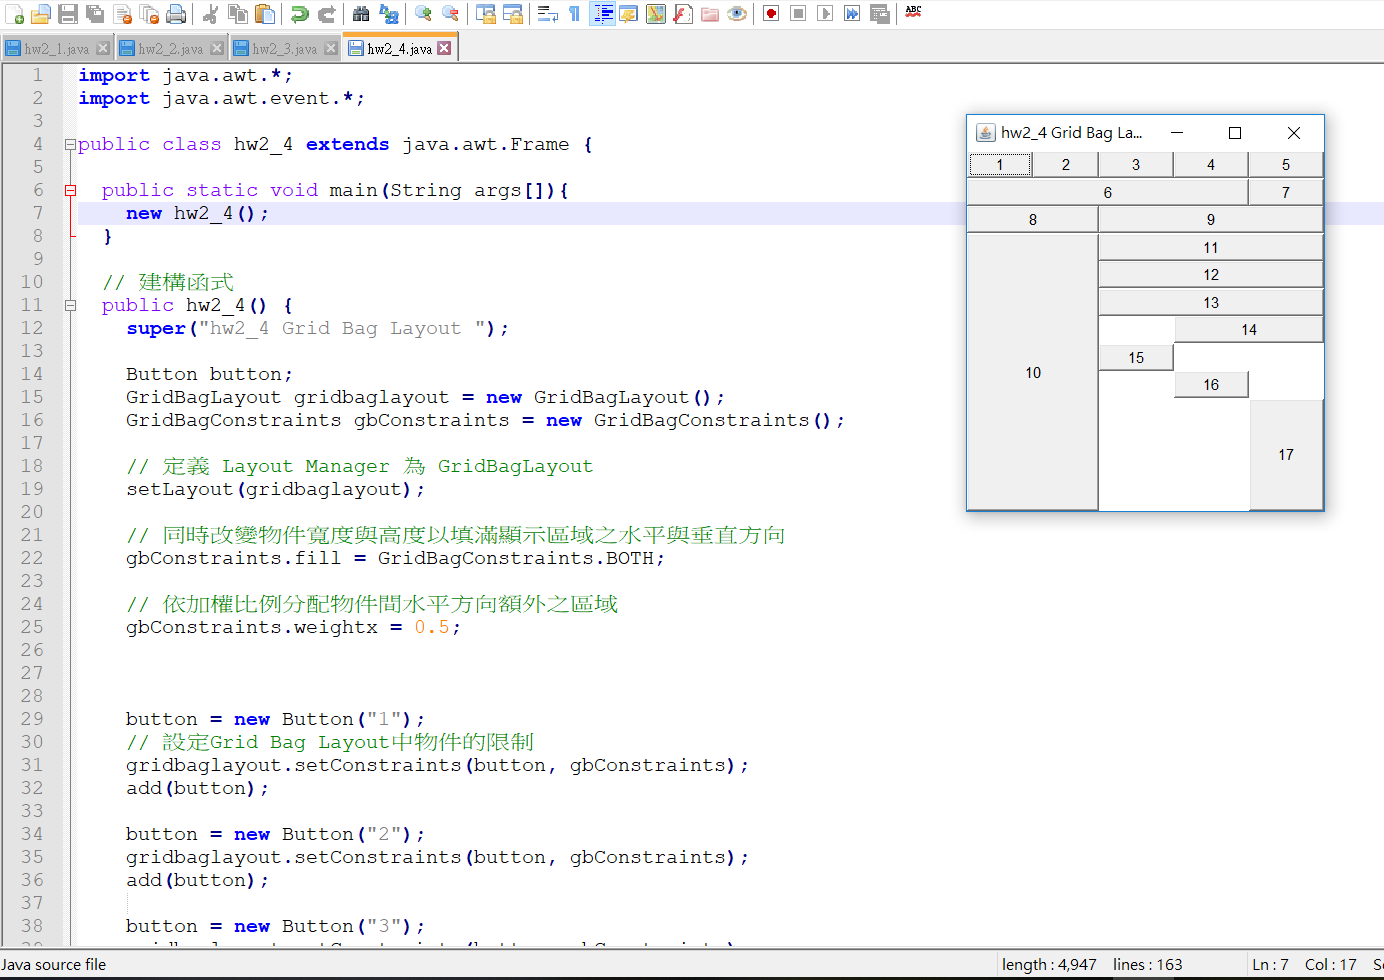 ABC
hw2_1.java
hw2_2.java
hw2_3.java
hw2_4.java
1 import java.awt.*;
2 import java.awt.event.*;
3
4 public class hw2_4 extends java.awt.Frame {
5
6 public static void main(String args[]){
7 new hw2_4();
8 }
9
10 // 建構函式
11 public hw2_4() {
12 super("hw2_4 Grid Bag Layout ");
13
14 Button button;
15 GridBagLayout gridbaglayout = new GridBagLayout();
16 GridBagConstraints gbConstraints = new GridBagConstraints();
17
18 // 定義 Layout Manager 為 GridBagLayout
19 setLayout(gridbaglayout);
20
21 // 同時改變物件寬度與高度以填滿顯示區域之水平與垂直方向
22 gbConstraints.fill = GridBagConstraints.BOTH;
23
24 // 依加權比例分配物件間水平方向額外之區域
25 gbConstraints.weightx = 0.5;
26
27
28
29 button = new Button("1");
30 // 設定Grid Bag Layout中物件的限制
31 gridbaglayout.setConstraints(button, gbConstraints);
32 add(button);
33
34 button = new Button("2");
35 gridbaglayout.setConstraints(button, gbConstraints);
36 add(button);
37
38 button = new Button("3");
hw2_4 Grid Bag La...
1 2 3 4 5
6 7
8 9
11
12
13
14
15
10
16
17
Java source file
length : 4,947 lines : 163
Ln : 7 Col : 17